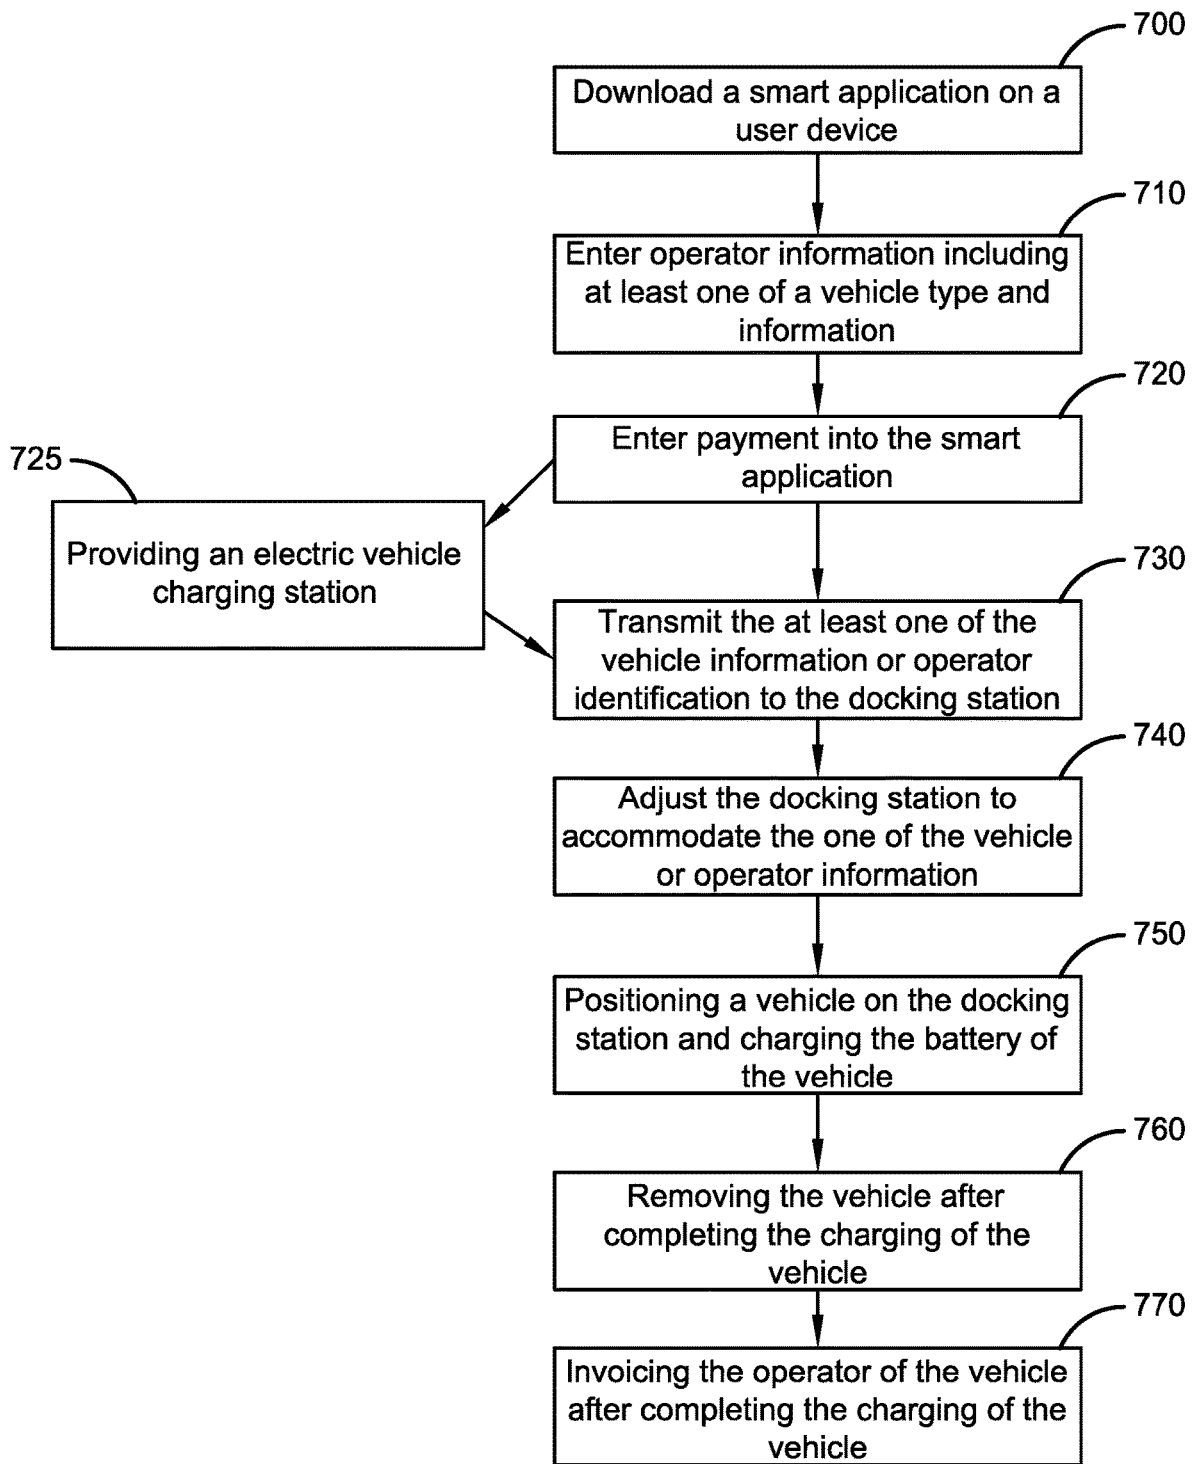 700
Download a smart application on a
user device
710
Enter operator information including
at least one of a vehicle type and
information
720
Enter payment into the smart
application
725
Providing an electric vehicle
charging station
730
Transmit the at least one of the
vehicle information or operator
identification to the docking station
740
Adjust the docking station to
accommodate the one of the vehicle
or operator information
750
Positioning a vehicle on the docking
station and charging the battery of
the vehicle
760
Removing the vehicle after
completing the charging of the
vehicle
770
Invoicing the operator of the vehicle
after completing the charging of the
vehicle